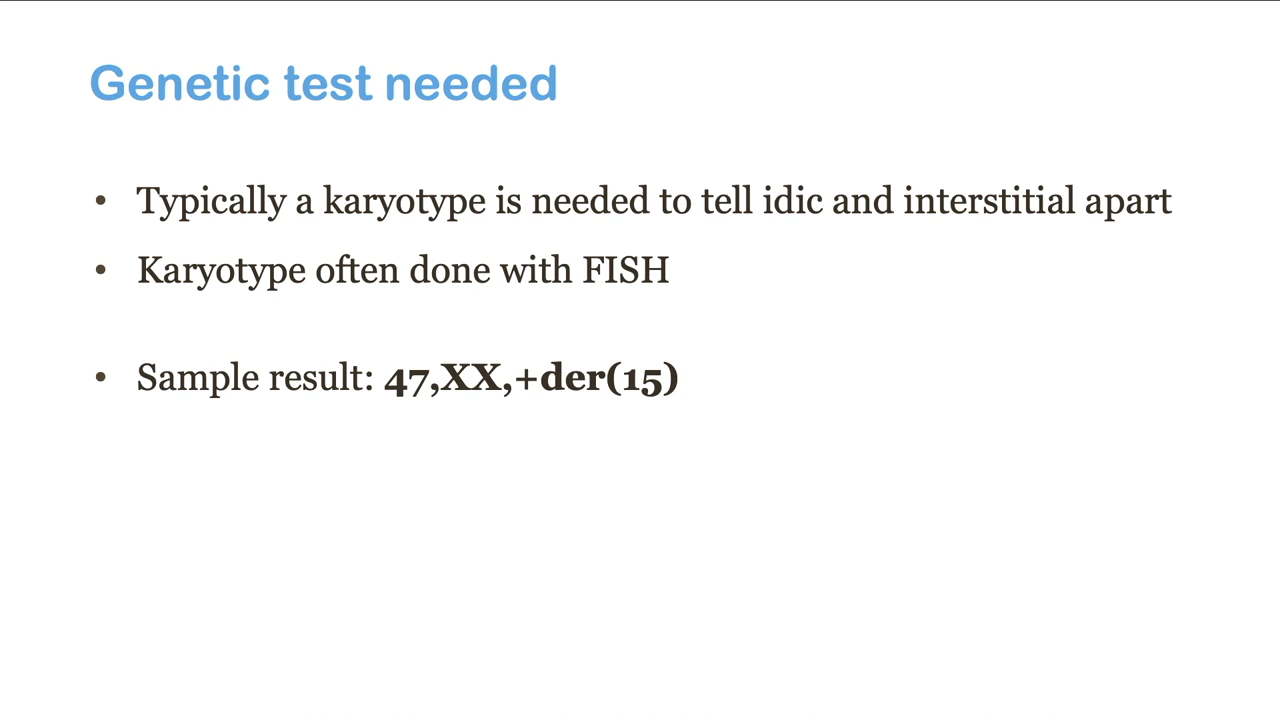 Genetic test needed
• Typically a karyotype is needed to tell idic and interstitial apart
• Karyotype often done with FISH
• Sample result: 47,XX,+der(15)